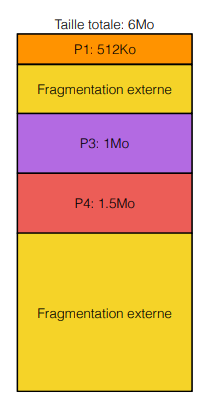 Taille totale: 6Mo
P1: 512Ko
Fragmentation externe
P3: 1Mo
P4: 1.5Mo
Fragmentation externe